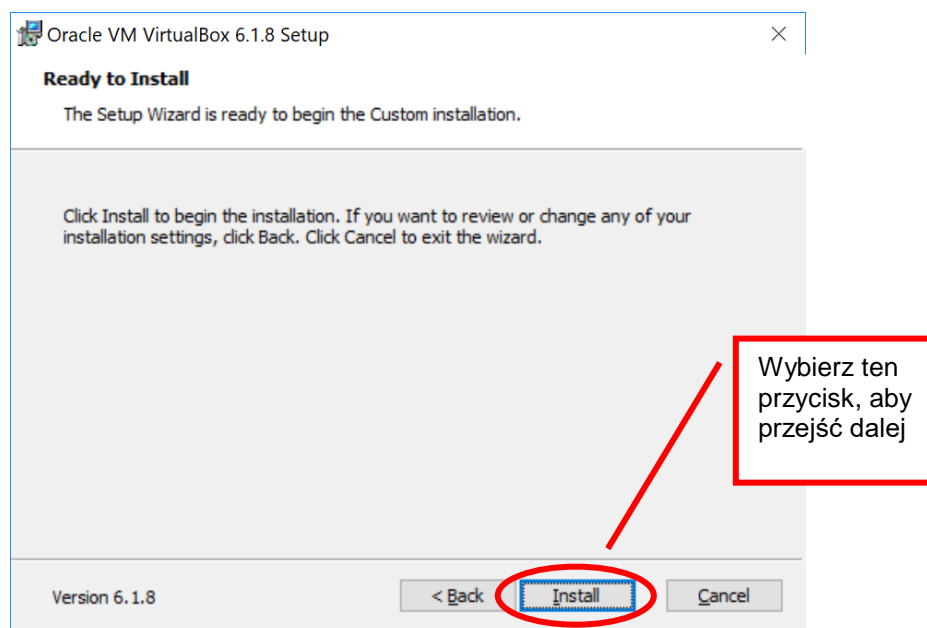 Oracle VM VirtualBox 6.1.8 Setup
Ready to Install
The Setup Wizard is ready to begin the Custom installation.
Click Install to begin the installation. If you want to review or change any of your
installation settings, click Back. Click Cancel to exit the wizard.
Wybierz ten
przycisk, aby
przejść dalej
Version 6.1.8
< Back
Install
Cancel